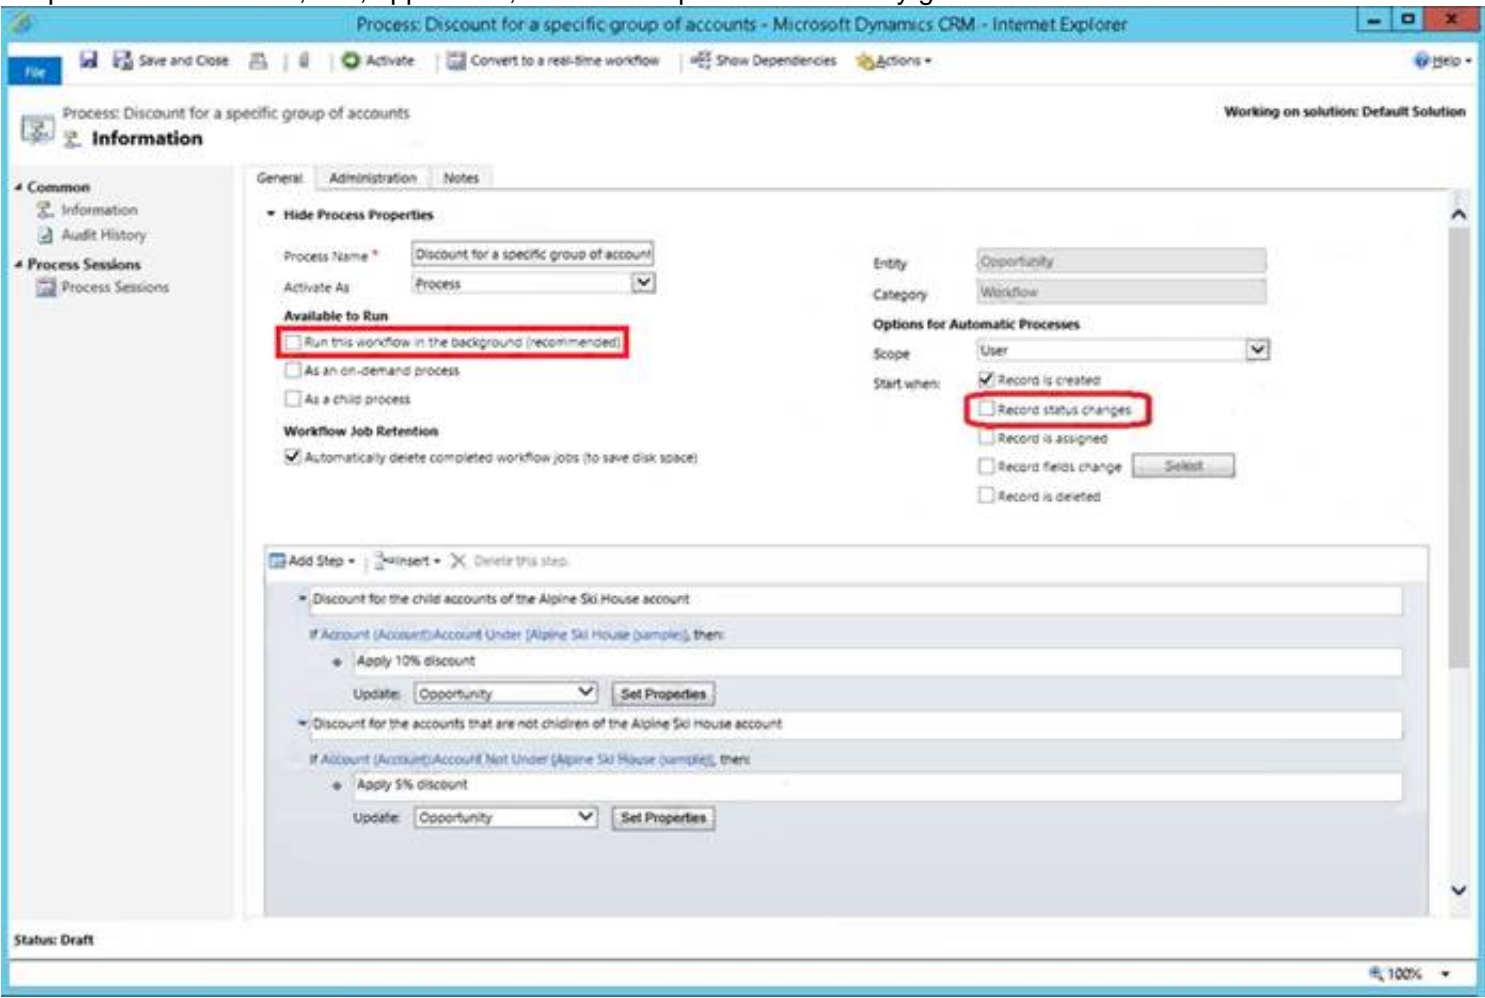 Process: Discount for a specific group of accounts - Microsoft Dynamics CRM - Internet Explorer
File Save and Close Activate Convert to a real-time workflow Show Dependencies Actions Help
Process: Discount for a specific group of accounts
Information
Working on solution: Default Solution
Common
Information
Audit History
Process Sessions
Process Sessions
General Administration Notes
Hide Process Properties
Process Name * Discount for a specific group of account
Activate As Process
Available to Run
Run this workflow in the background (recommended)
As an on-demand process
As a child process
Workflow Job Retention
Automatically delete completed workflow jobs (to save disk space)
Entity Opportunity
Category Workflow
Options for Automatic Processes
Scope User
Start when: Record is created
Record status changes
Record is assigned
Record fields change Select
Record is deleted
Add Step Insert Delete this step.
Discount for the child accounts of the Alpine Ski House account
If Account (Account):Account Under [Alpine Ski House (sample)], then:
Apply 10% discount
Update: Opportunity Set Properties
Discount for the accounts that are not children of the Alpine Ski House account
If Account (Account):Account Not Under [Alpine Ski House (sample)], then:
Apply 5% discount
Update: Opportunity Set Properties
Status: Draft
100%